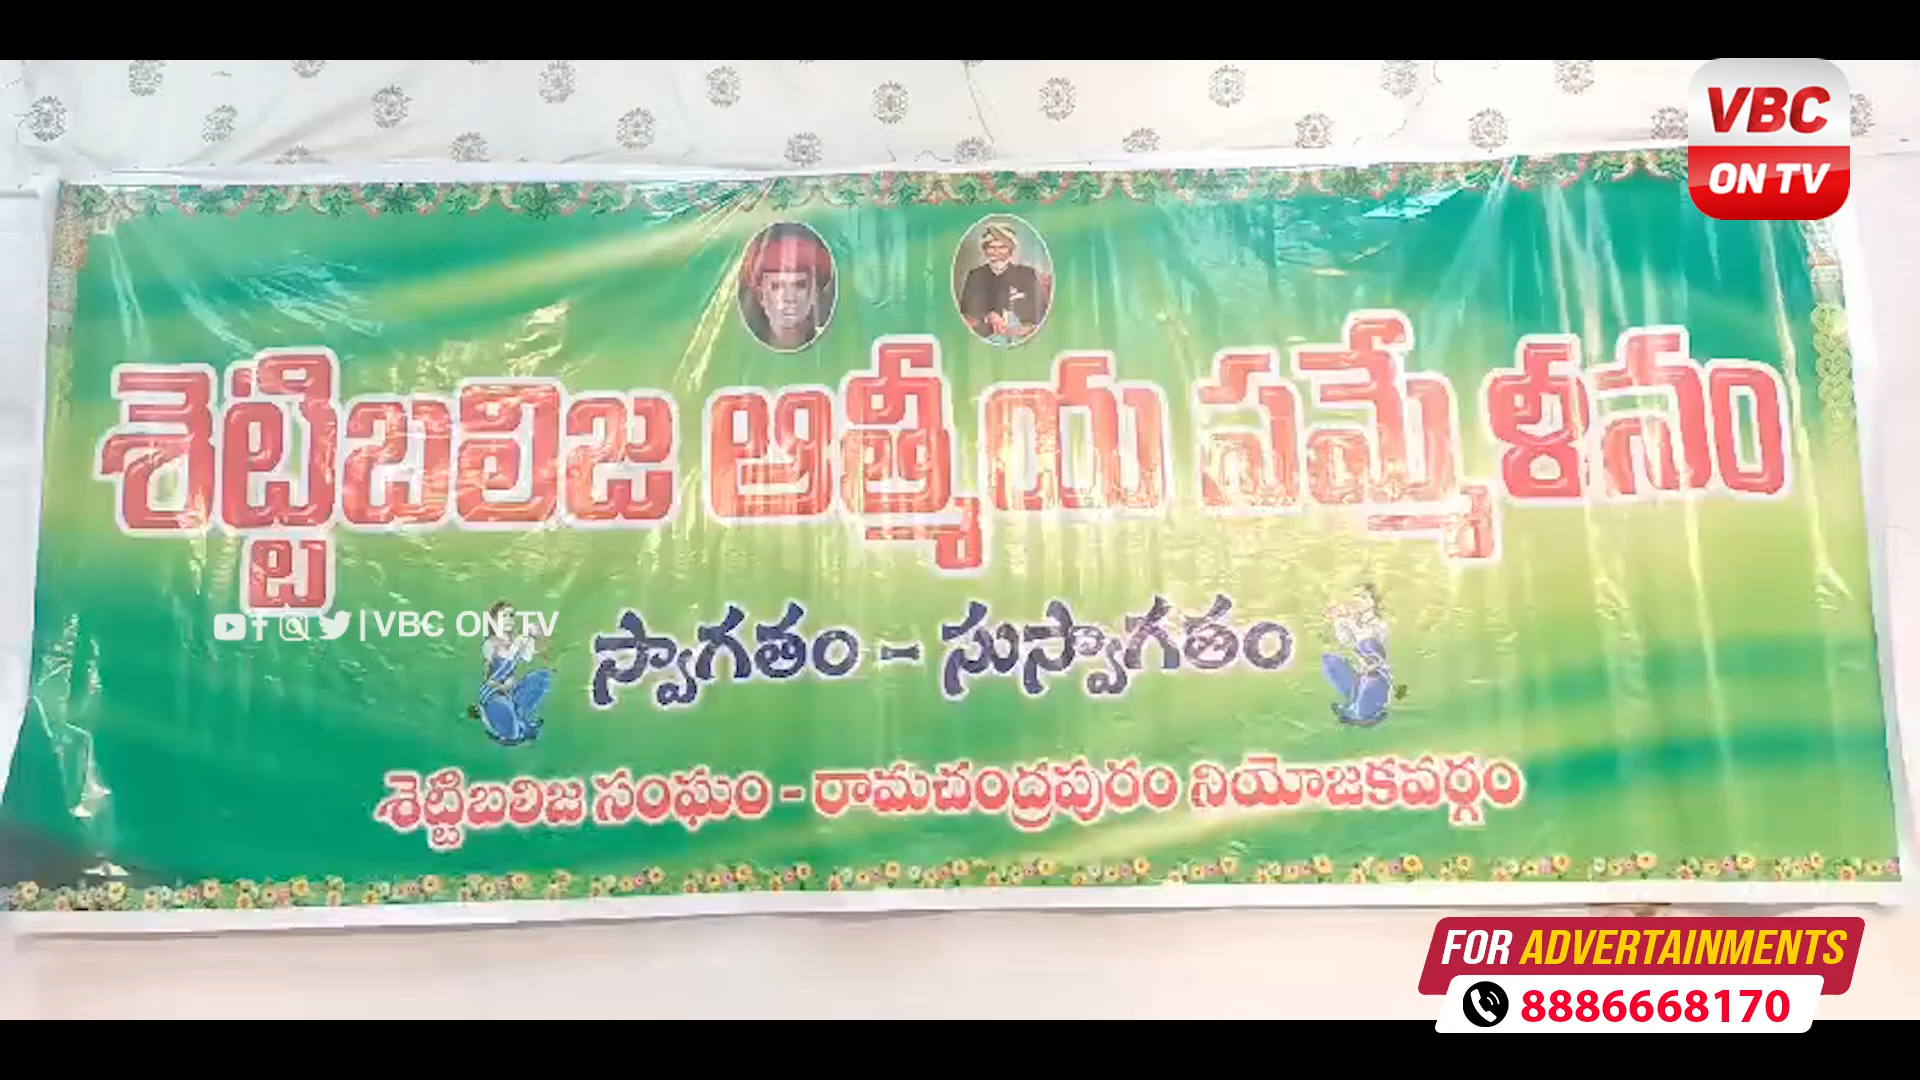 VBC
ON TV
శెట్టిబలిజ ఆత్మీయ సమ్మేళనం
| VBC ON TV
స్వాగతం - సుస్వాగతం
శెట్టిబలిజ సంఘం - రామచంద్రపురం నియోజకవర్గం
FOR ADVERTAINMENTS
8886668170